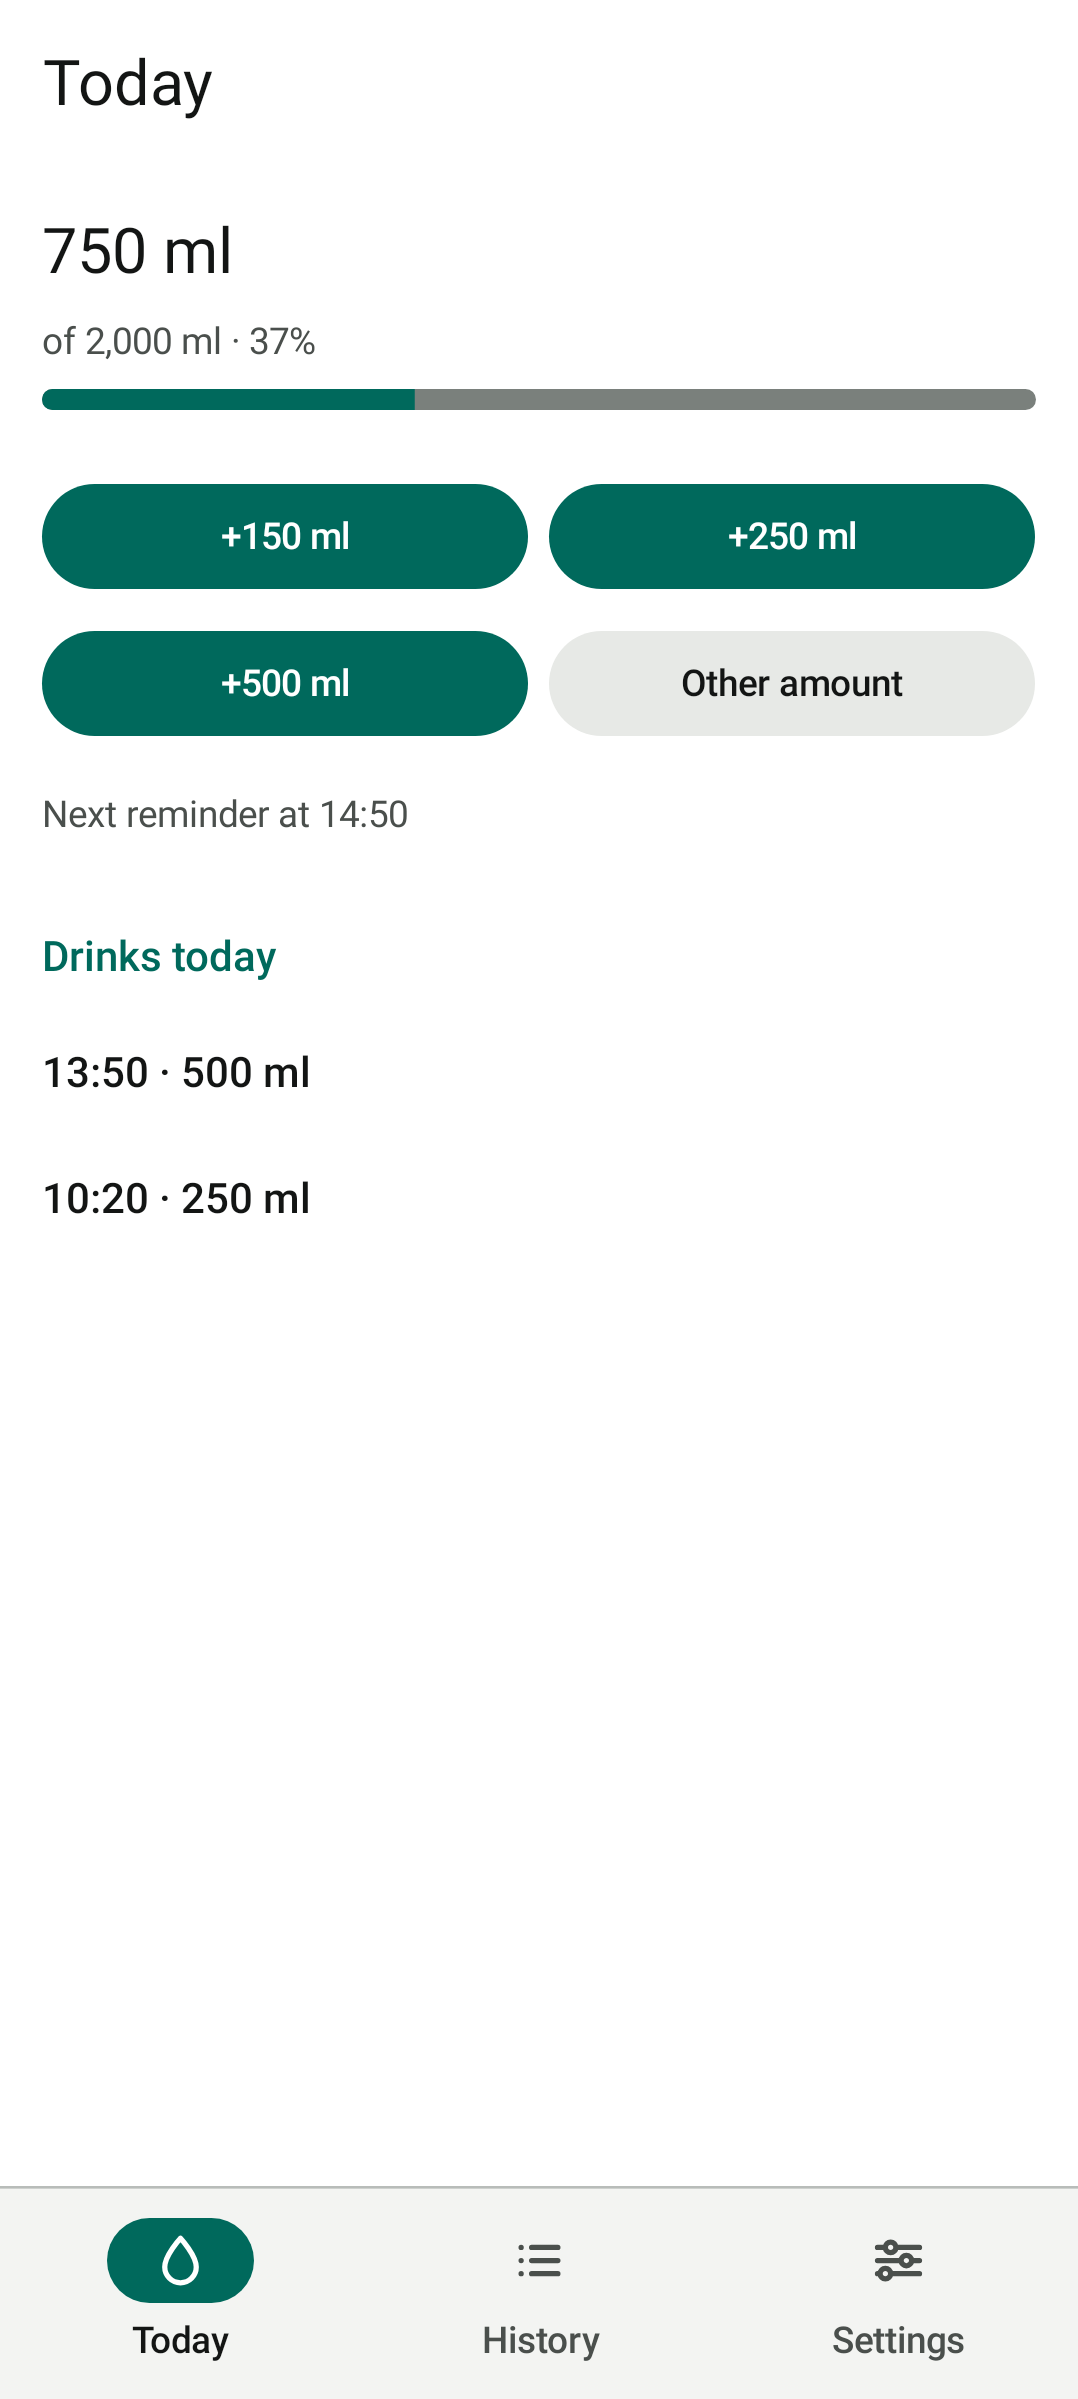 Today
750 ml
of 2,000 ml · 37%
+150 ml
+250 ml
+500 ml
Other amount
Next reminder at 14:50
Drinks today
13:50 · 500 ml
10:20 · 250 ml
Today
History
Settings